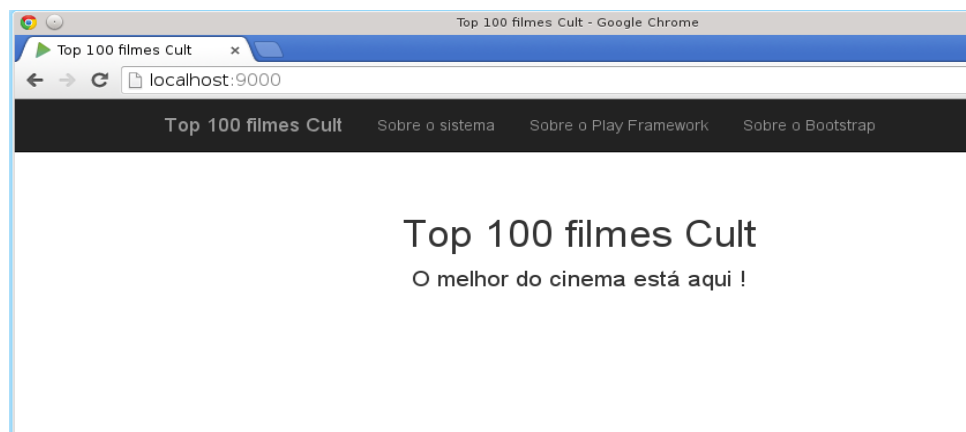 Top 100 filmes Cult - Google Chrome
Top 100 filmes Cult ×
localhost:9000
Top 100 filmes Cult Sobre o sistema Sobre o Play Framework Sobre o Bootstrap
Top 100 filmes Cult
O melhor do cinema está aqui !